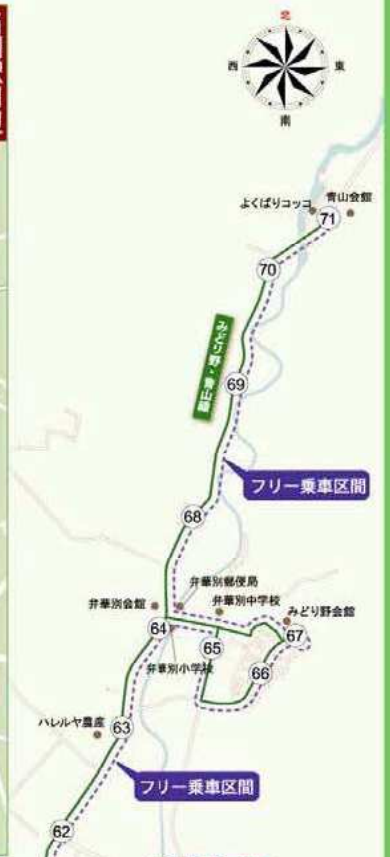 北
西
東
南
よくばりコッコ
青山会館
71
70
みどり野・青山線
69
フリー乗車区間
68
弁華別郵便局
弁華別中学校
弁華別会館
みどり野会館
64
67
65
弁華別小学校
66
ハレルヤ農産
63
フリー乗車区間
62